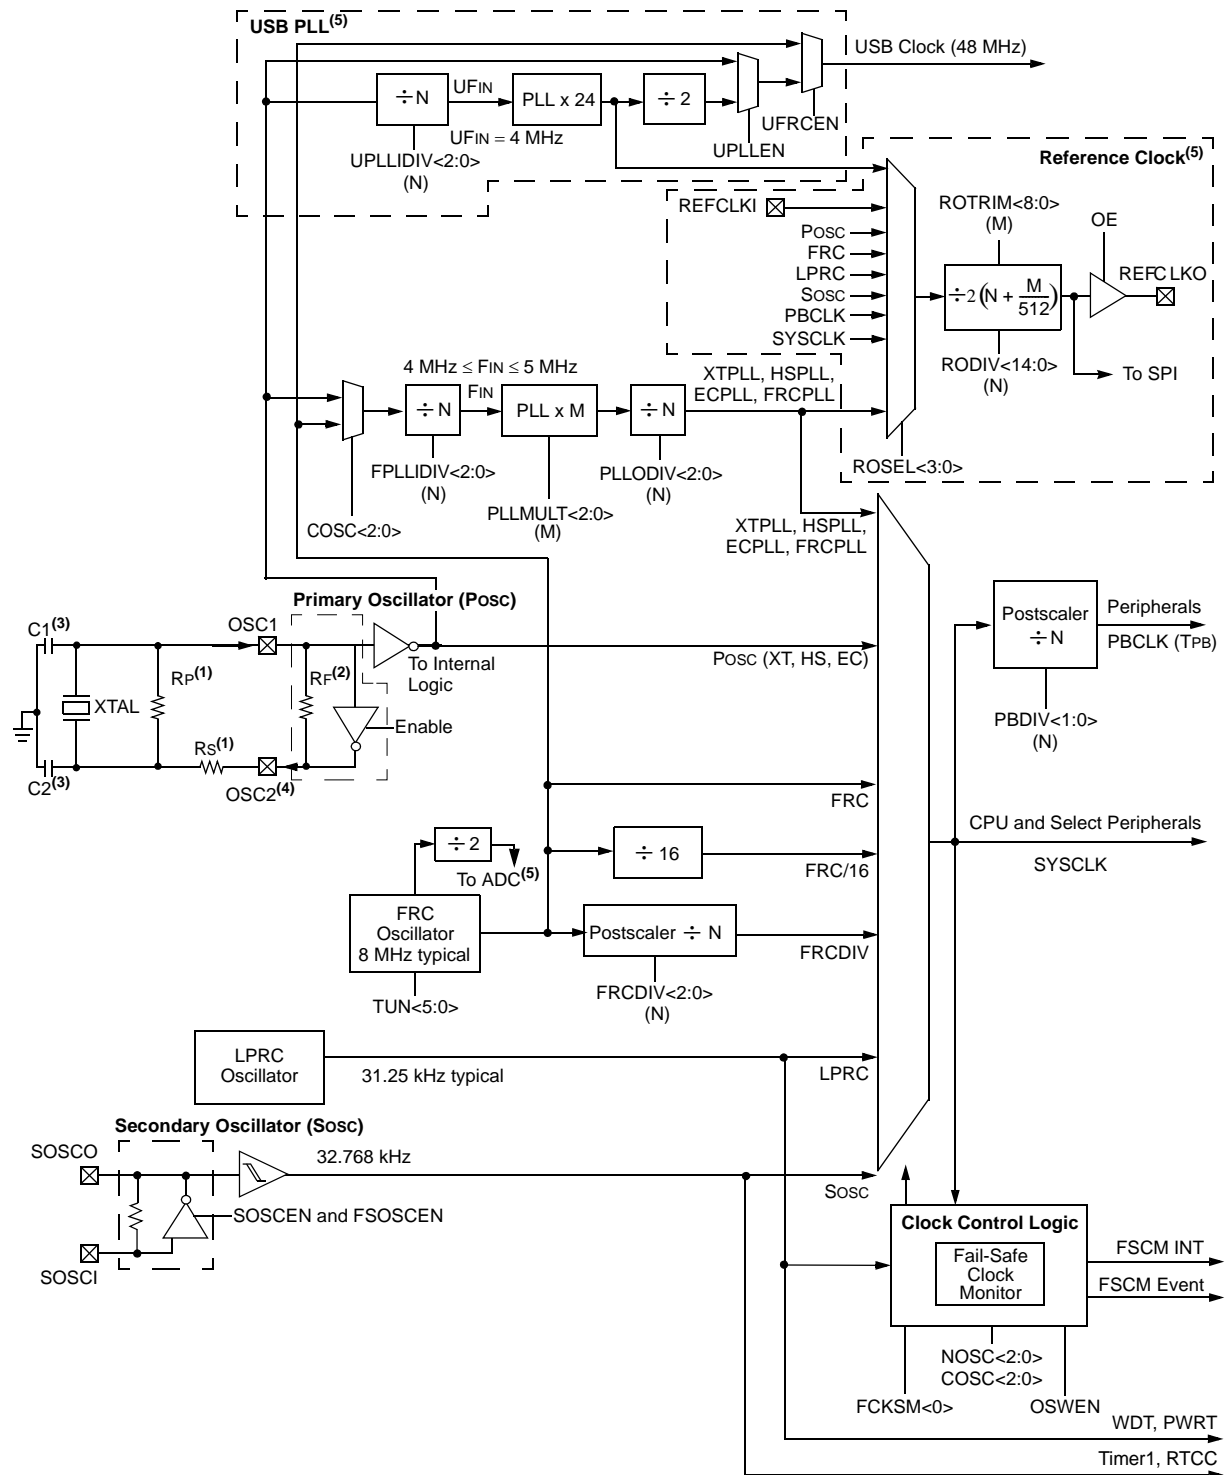 USB PLL(5)
USB Clock (48 MHz)
÷ N
UFIN
PLL x 24
÷ 2
UFIN = 4 MHz
UFRCEN
UPLLIDIV<2:0>
(N)
UPLLEN
Reference Clock(5)
REFCLKI
ROTRIM<8:0>
(M)
OE
POSC
FRC
LPRC
SOSC
PBCLK
SYSCLK
÷2 (N + M/512)
REFCLKO
RODIV<14:0>
(N)
To SPI
ROSEL<3:0>
4 MHz ≤ FIN ≤ 5 MHz
FIN
XTPLL, HSPLL,
ECPLL, FRCPLL
÷ N
PLL x M
÷ N
FPLLIDIV<2:0>
(N)
PLLODIV<2:0>
(N)
PLLMULT<2:0>
(M)
COSC<2:0>
XTPLL, HSPLL,
ECPLL, FRCPLL
Primary Oscillator (POSC)
C1(3)
OSC1
RP(1)
RF(2)
To Internal
Logic
XTAL
Enable
RS(1)
C2(3)
OSC2(4)
POSC (XT, HS, EC)
Postscaler
÷ N
Peripherals
PBCLK (TPB)
PBDIV<1:0>
(N)
FRC
CPU and Select Peripherals
SYSCLK
÷ 2
To ADC(5)
÷ 16
FRC/16
FRC
Oscillator
8 MHz typical
Postscaler ÷ N
FRCDIV
TUN<5:0>
FRCDIV<2:0>
(N)
LPRC
Oscillator
31.25 kHz typical
LPRC
Secondary Oscillator (SOSC)
SOSCO
32.768 kHz
SOSC
SOSCEN and FSOSCEN
SOSCI
Clock Control Logic
Fail-Safe
Clock
Monitor
FSCM INT
FSCM Event
NOSC<2:0>
COSC<2:0>
FCKSM<0>
OSWEN
WDT, PWRT
Timer1, RTCC